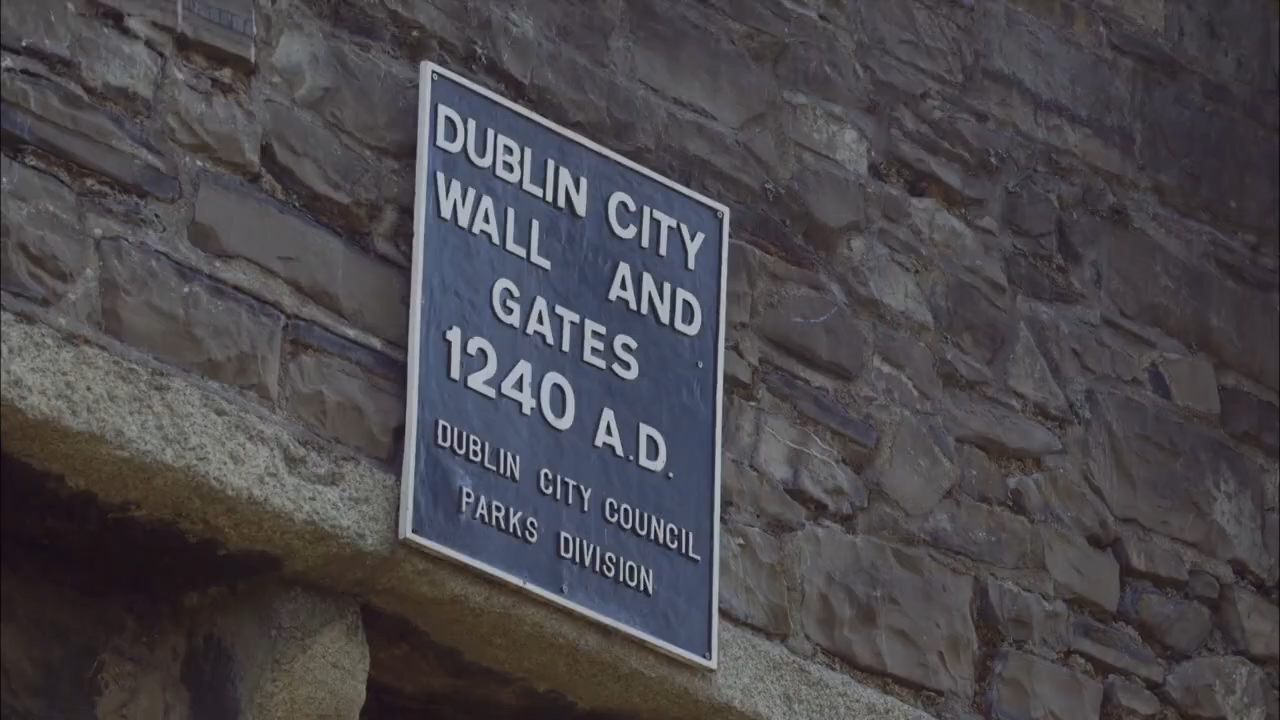 DUBLIN CITY
WALL AND
GATES
1240 A.D.
DUBLIN CITY COUNCIL
PARKS DIVISION